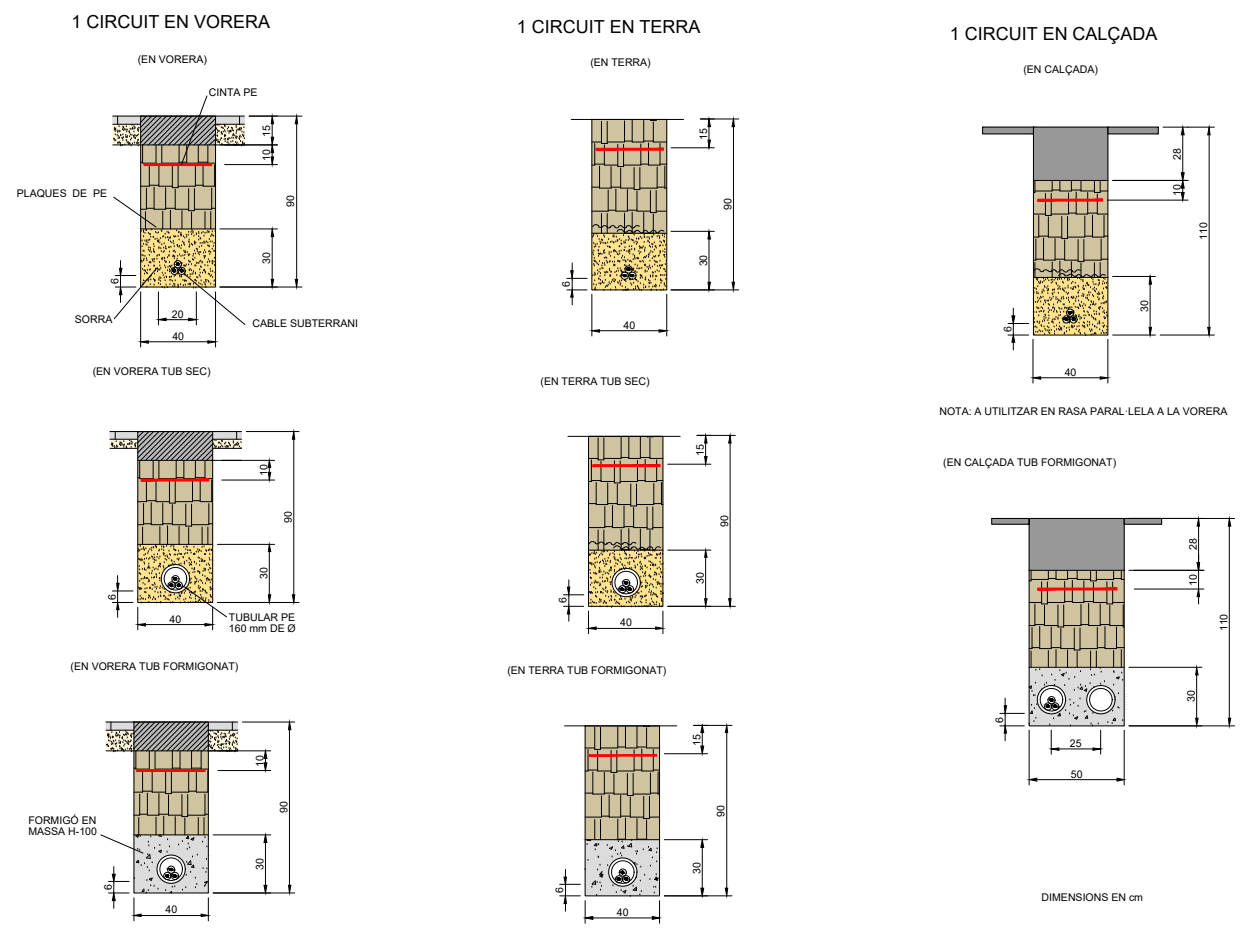 1 CIRCUIT EN VORERA
(EN VORERA)
CINTA PE
15
10
90
PLAQUES DE PE
30
6
SORRA
20
CABLE SUBTERRANI
40
(EN VORERA TUB SEC)
10
90
30
6
40
TUBULAR PE
160 mm DE Ø
(EN VORERA TUB FORMIGONAT)
10
90
FORMIGÓ EN
MASSA H-100
30
6
40
1 CIRCUIT EN TERRA
(EN TERRA)
15
90
30
6
40
(EN TERRA TUB SEC)
15
90
30
6
40
(EN TERRA TUB FORMIGONAT)
15
90
30
6
40
1 CIRCUIT EN CALÇADA
(EN CALÇADA)
28
10
110
30
6
40
NOTA: A UTILITZAR EN RASA PARAL·LELA A LA VORERA
(EN CALÇADA TUB FORMIGONAT)
28
10
110
30
6
25
50
DIMENSIONS EN cm